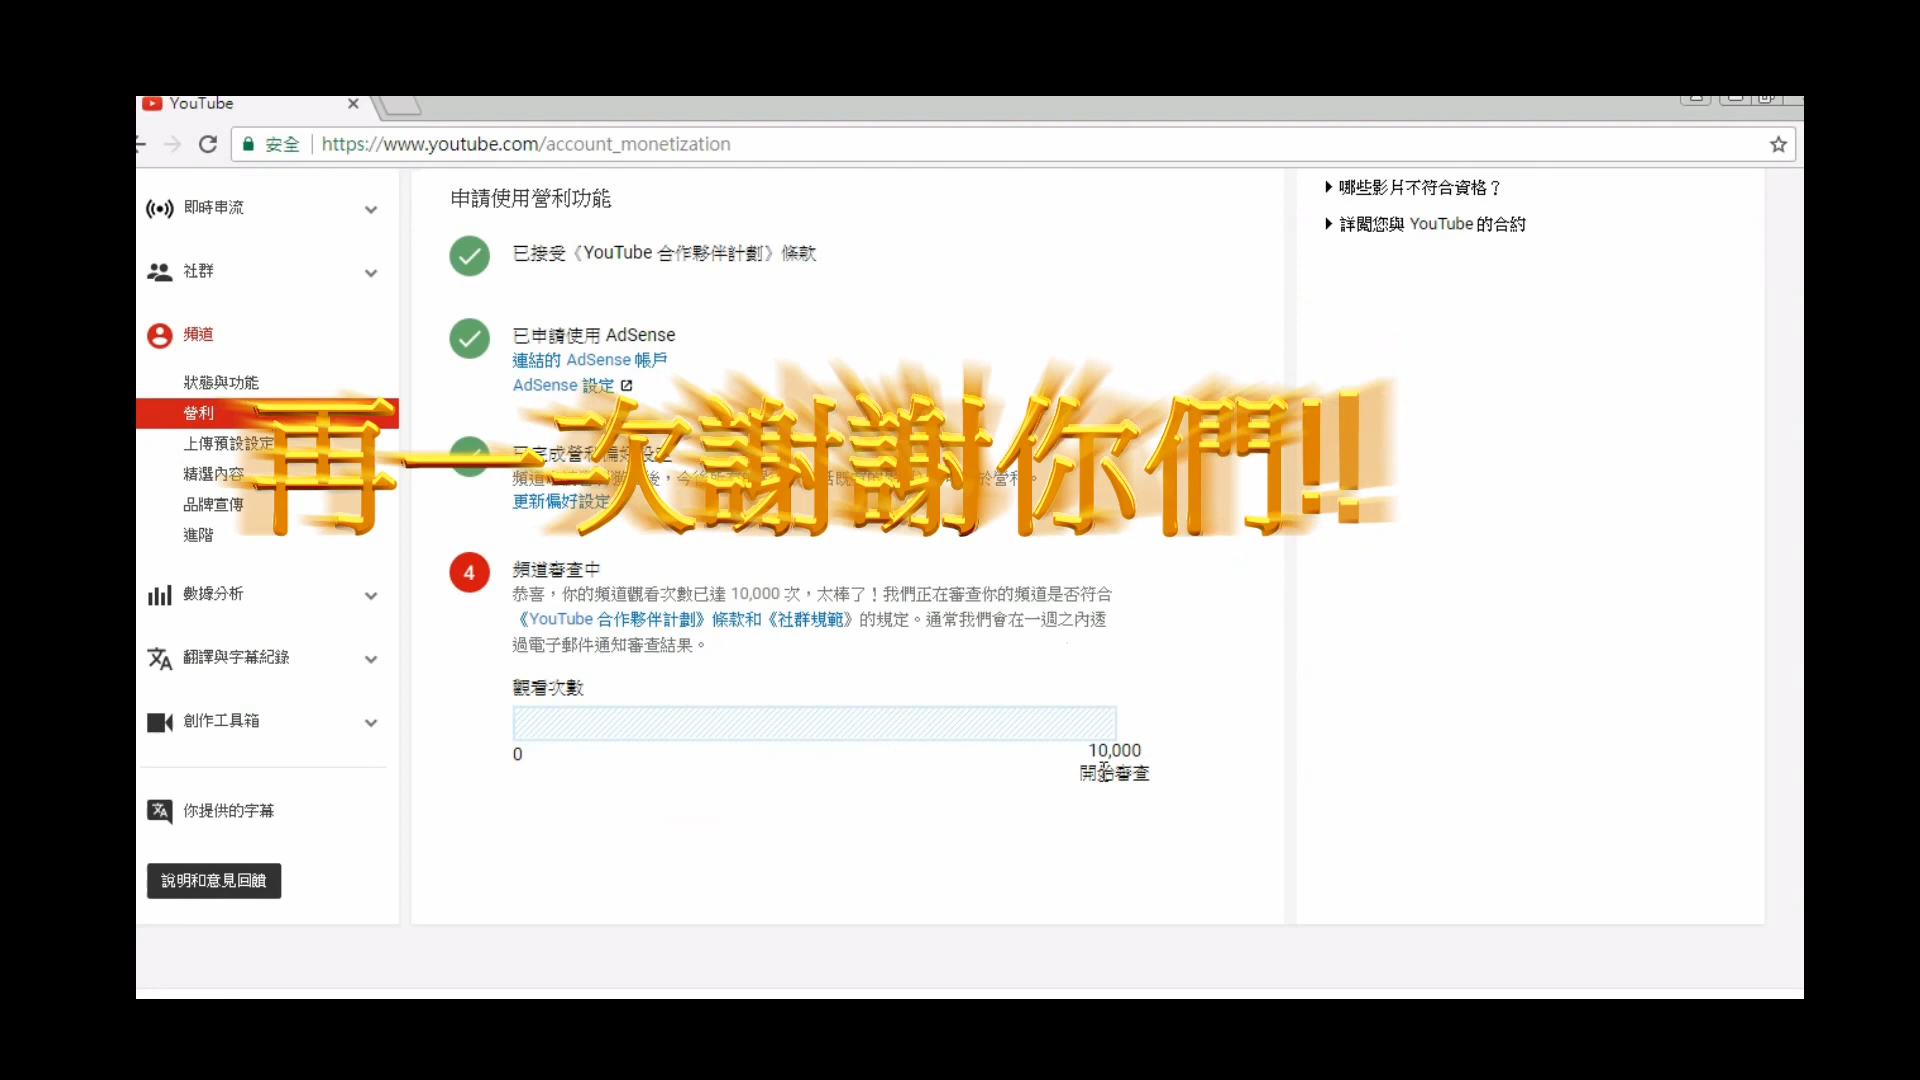 YouTube
安全
https://www.youtube.com/account_monetization
即時串流
社群
頻道
狀態與功能
營利
上傳預設設定
精選內容
品牌宣傳
進階
數據分析
翻譯與字幕紀錄
創作工具箱
你提供的字幕
說明和意見回饋
申請使用營利功能
已接受《YouTube 合作夥伴計劃》條款
已申請使用 AdSense
連結的 AdSense 帳戶
AdSense 設定
再一次謝謝你們!!
更新偏好設定
4
頻道審查中
恭喜，你的頻道觀看次數已達 10,000 次，太棒了！我們正在審查你的頻道是否符合
《YouTube 合作夥伴計劃》條款和《社群規範》的規定。通常我們會在一週之內透
過電子郵件通知審查結果。
觀看次數
0
10,000
開始審查
哪些影片不符合資格？
詳閱您與 YouTube 的合約